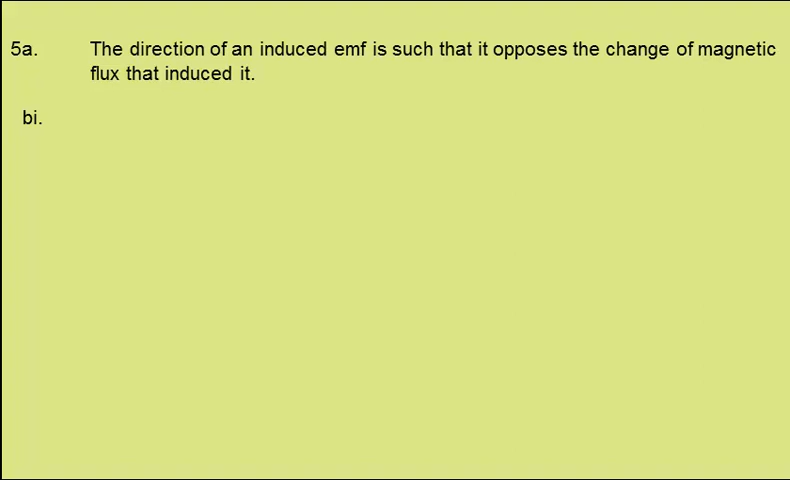 5a. The direction of an induced emf is such that it opposes the change of magnetic
flux that induced it.
bi.